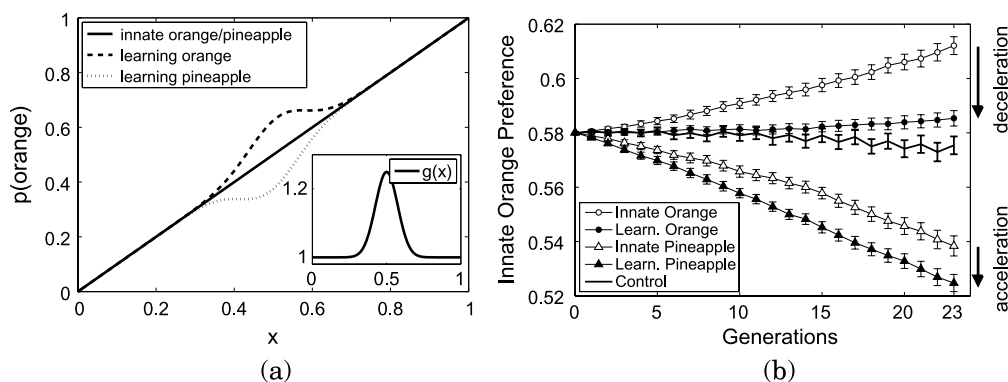 1
0.8
0.6
0.4
0.2
0
p(orange)
innate orange/pineapple
learning orange
learning pineapple
g(x)
1.2
1
0
0.5
1
0
0.2
0.4
0.6
0.8
1
x
(a)
0.62
0.6
0.58
0.56
0.54
0.52
Innate Orange Preference
Innate Orange
Learn. Orange
Innate Pineapple
Learn. Pineapple
Control
0
5
10
15
20
23
Generations
deceleration
acceleration
(b)